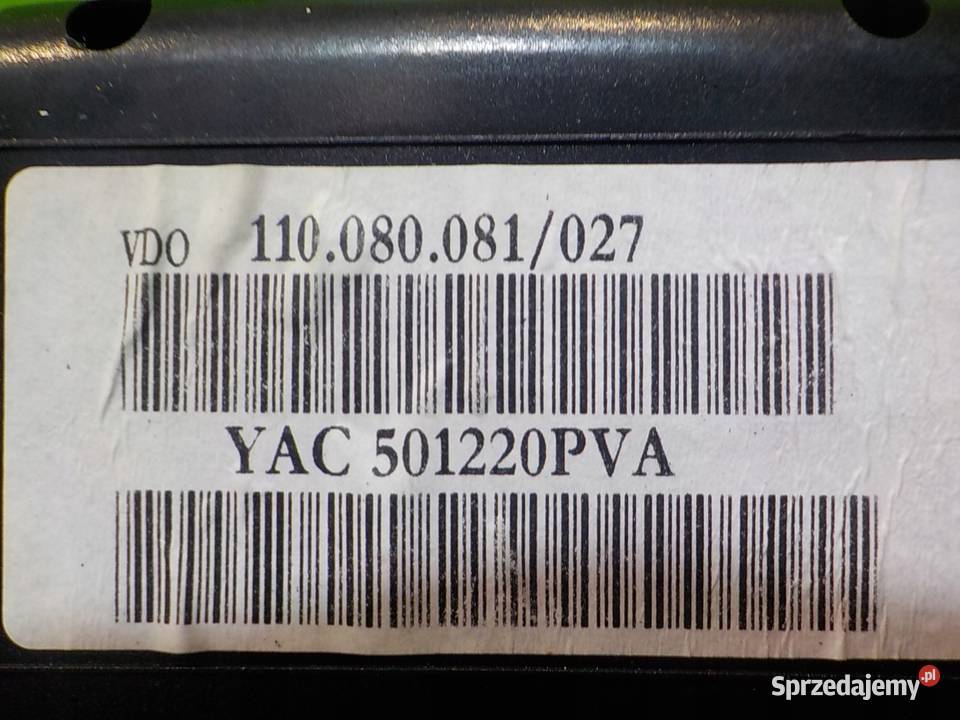 VDO 110.080.081/027
YAC 501220PVA
Sprzedajemy.pl